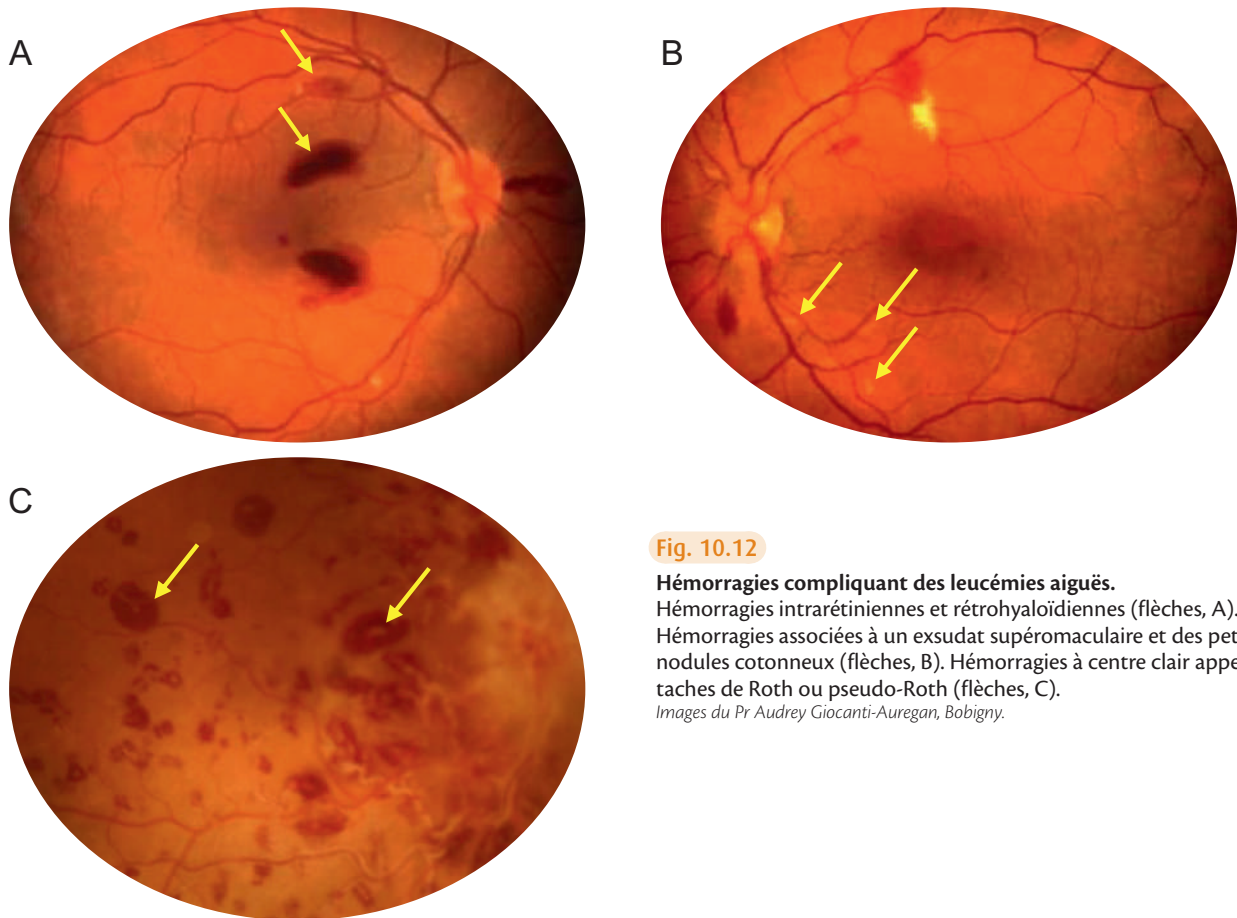 A
B
C
Fig. 10.12
Hémorragies compliquant des leucémies aiguës.
Hémorragies intrarétiniennes et rétrohyaloïdiennes (flèches, A).
Hémorragies associées à un exsudat supéromaculaire et des pet
nodules cotonneux (flèches, B). Hémorragies à centre clair appe
taches de Roth ou pseudo-Roth (flèches, C).
Images du Pr Audrey Giocanti-Auregan, Bobigny.